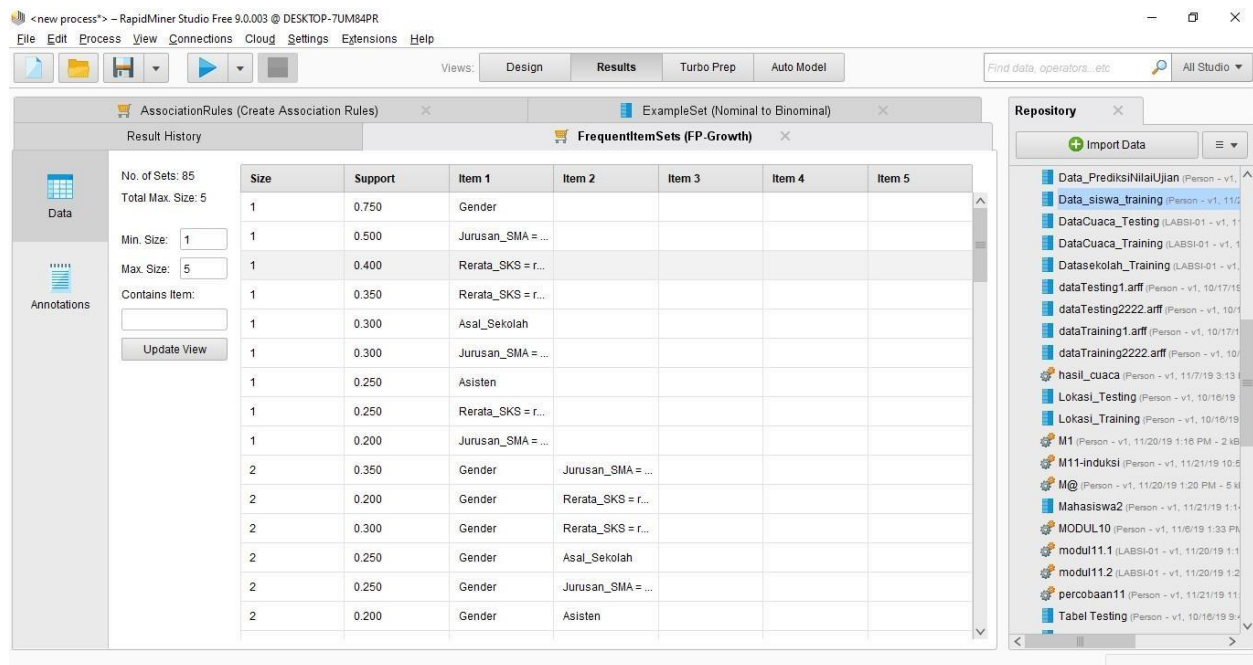 <new process*> – RapidMiner Studio Free 9.0.003 @ DESKTOP-7UM84PR
File Edit Process View Connections Cloud Settings Extensions Help
Views: Design Results Turbo Prep Auto Model
Find data, operators...etc
All Studio
AssociationRules (Create Association Rules)
ExampleSet (Nominal to Binominal)
Result History
FrequentItemSets (FP-Growth)
Data
Annotations
No. of Sets: 85
Total Max. Size: 5
Min. Size: 1
Max. Size: 5
Contains Item:
Update View
Size Support Item 1 Item 2 Item 3 Item 4 Item 5
1 0.750 Gender
1 0.500 Jurusan_SMA = ...
1 0.400 Rerata_SKS = r...
1 0.350 Rerata_SKS = r...
1 0.300 Asal_Sekolah
1 0.300 Jurusan_SMA = ...
1 0.250 Asisten
1 0.250 Rerata_SKS = r...
1 0.200 Jurusan_SMA = ...
2 0.350 Gender Jurusan_SMA = ...
2 0.200 Gender Rerata_SKS = r...
2 0.300 Gender Rerata_SKS = r...
2 0.250 Gender Asal_Sekolah
2 0.250 Gender Jurusan_SMA = ...
2 0.200 Gender Asisten
Repository
Import Data
Data_PrediksiNilaiUjian (Person - v1,
Data_siswa_training (Person - v1, 11/2
DataCuaca_Testing (LABSI-01 - v1, 1
DataCuaca_Training (LABSI-01 - v1, 1
Datasekolah_Training (LABSI-01 - v1,
dataTesting1.arff (Person - v1, 10/17/19
dataTesting2222.arff (Person - v1, 10/1
dataTraining1.arff (Person - v1, 10/17/1
dataTraining2222.arff (Person - v1, 10/
hasil_cuaca (Person - v1, 11/7/19 3:13
Lokasi_Testing (Person - v1, 10/16/19
Lokasi_Training (Person - v1, 10/16/19
M1 (Person - v1, 11/20/19 1:16 PM - 2 kB
M11-induksi (Person - v1, 11/21/19 10:5
M@ (Person - v1, 11/20/19 1:20 PM - 5 k
Mahasiswa2 (Person - v1, 11/21/19 1:1
MODUL10 (Person - v1, 11/6/19 1:33 PM
modul11.1 (LABSI-01 - v1, 11/20/19 1:1
modul11.2 (LABSI-01 - v1, 11/20/19 1:2
percobaan11 (Person - v1, 11/21/19 11:
Tabel Testing (Person - v1, 10/16/19 9:4